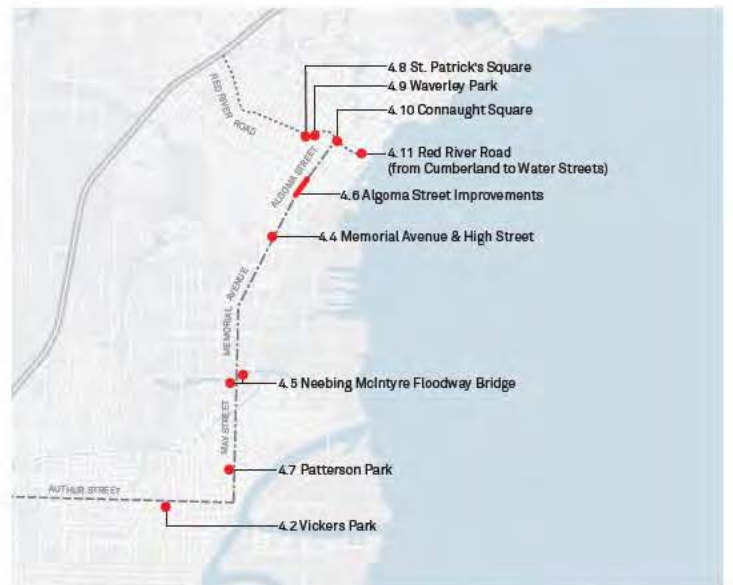 4.8 St. Patrick's Square
4.9 Waverley Park
4.10 Connaught Square
4.11 Red River Road
(from Cumberland to Water Streets)
4.6 Algoma Street Improvements
4.4 Memorial Avenue & High Street
4.5 Neebing McIntyre Floodway Bridge
4.7 Patterson Park
4.2 Vickers Park
RED RIVER ROAD
ALGOMA STREET
MEMORIAL AVENUE
MAY STREET
AUTHUR STREET